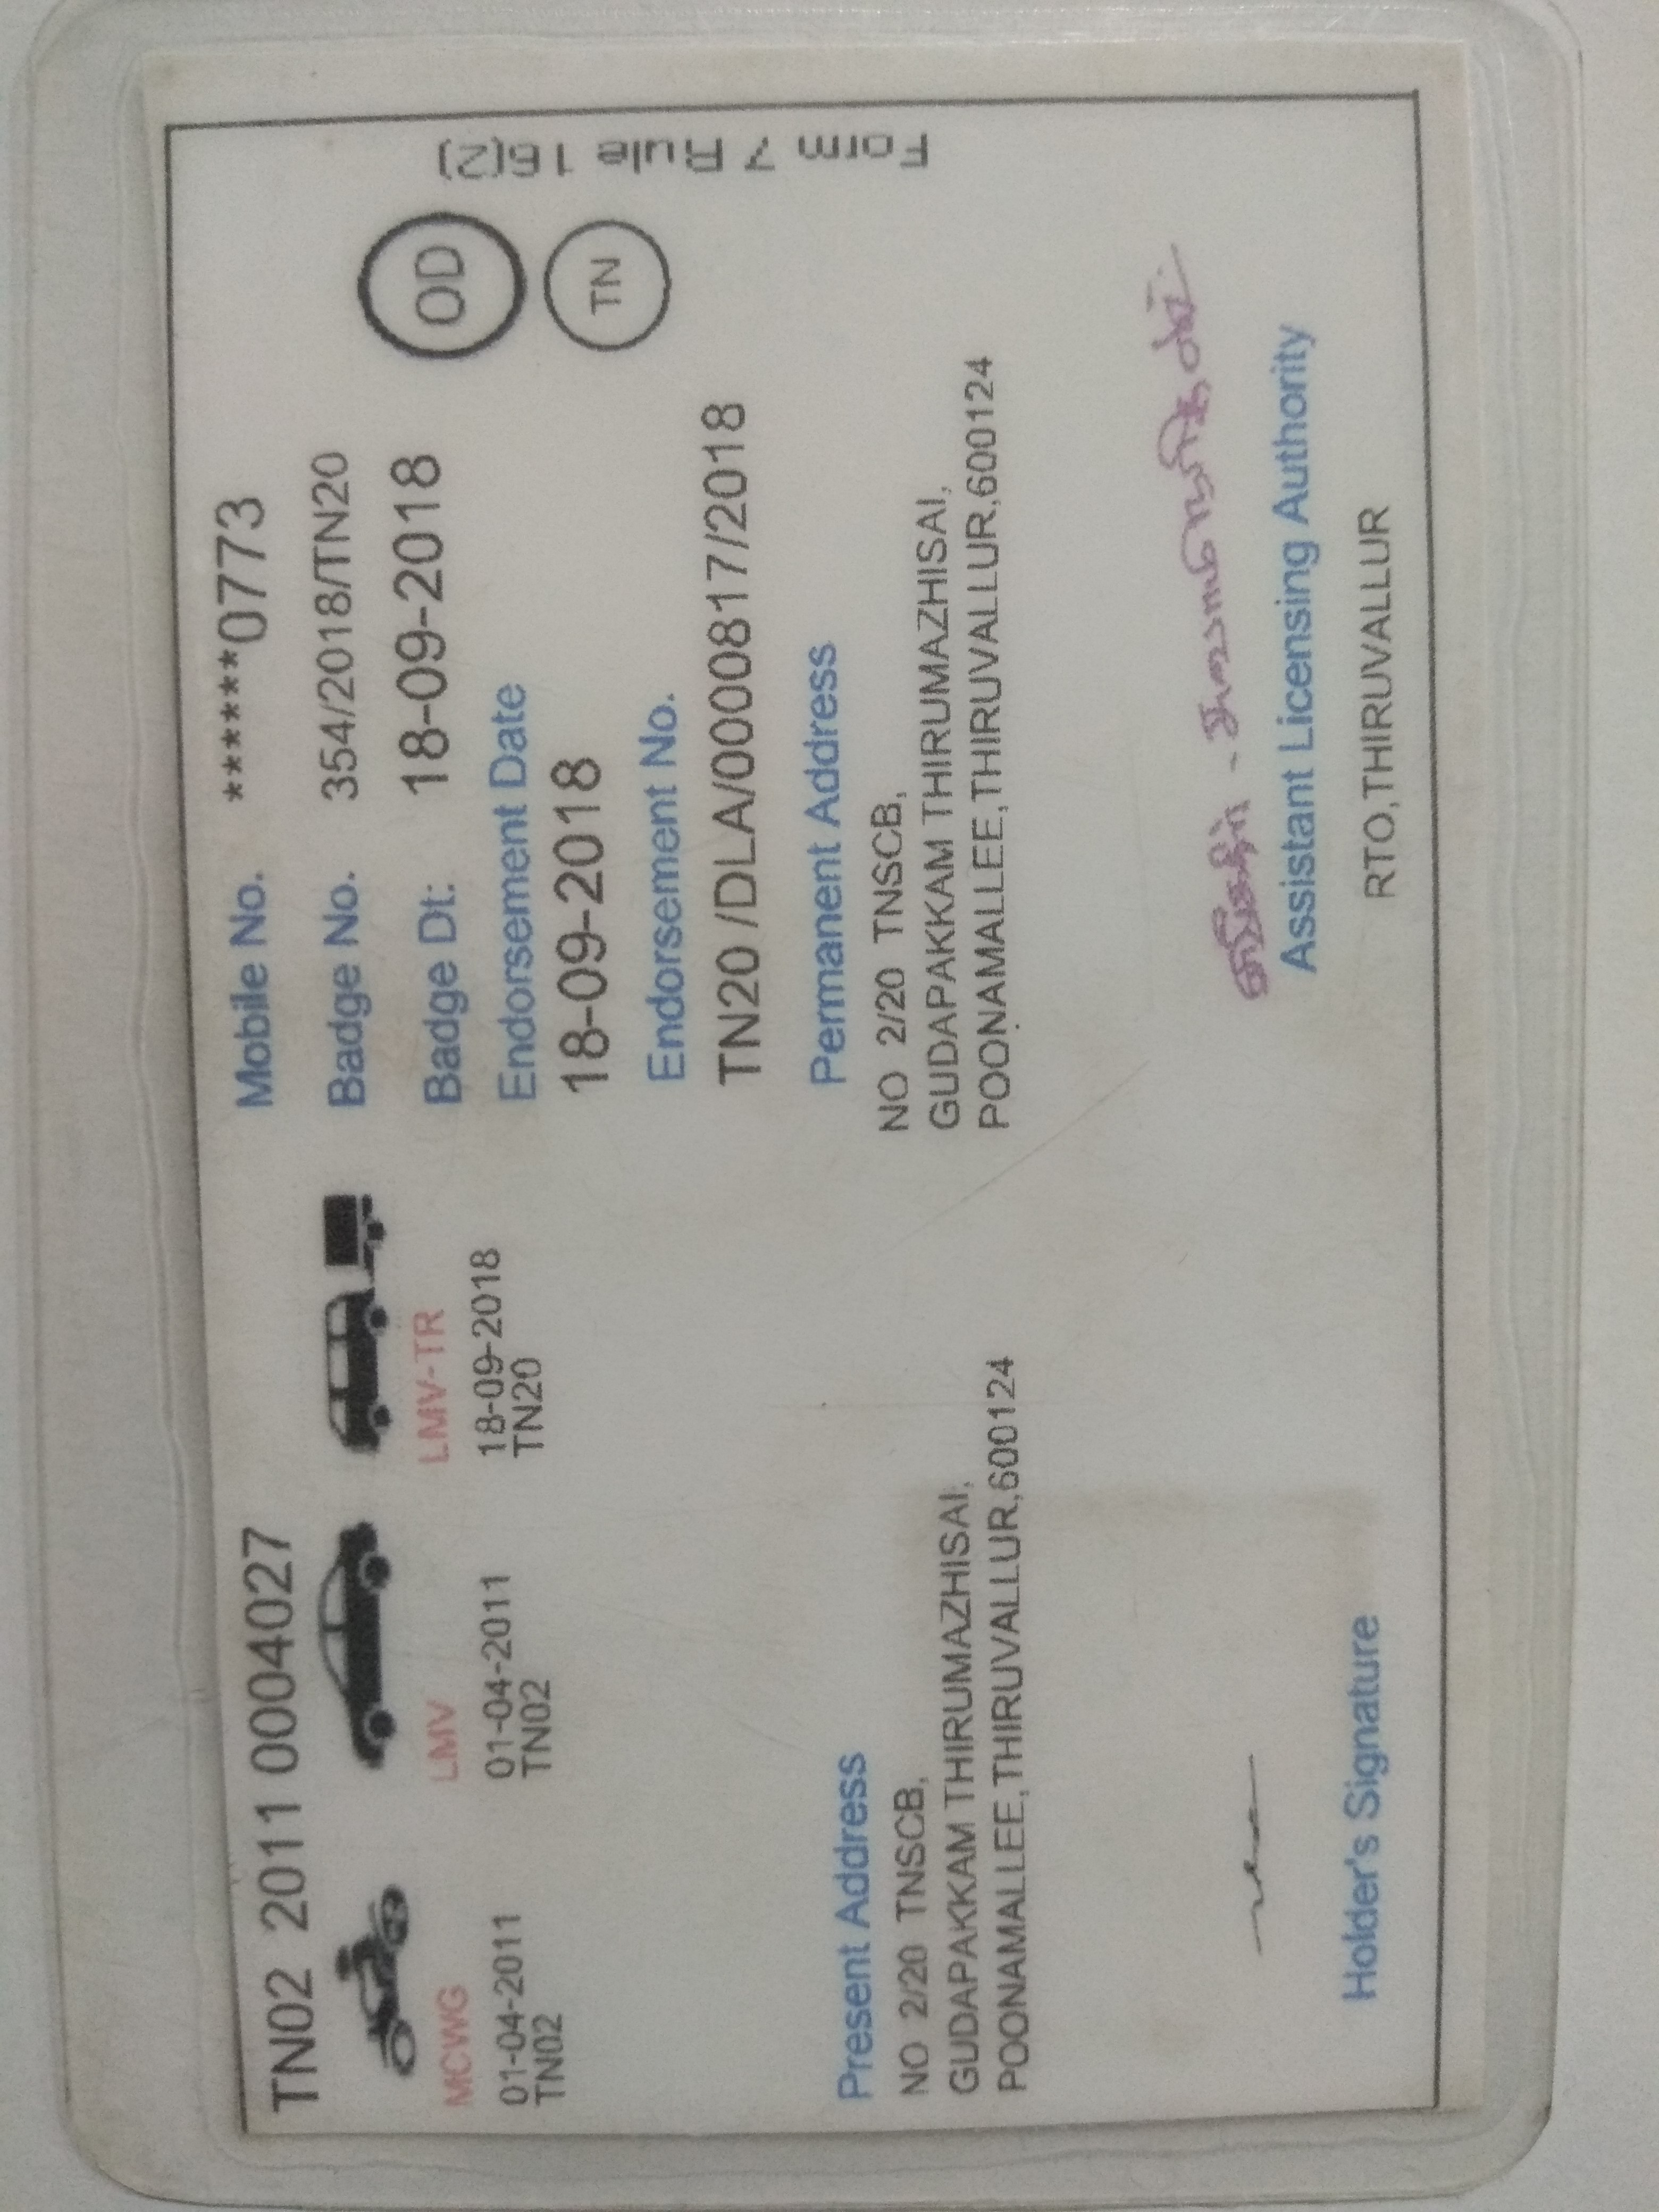 TN02 2011 0004027
MCWG
01-04-2011
TN02
LMV
01-04-2011
TN02
LMV-TR
18-09-2018
TN20
Mobile No. ******0773
Badge No. 354/2018/TN20
Badge Dt: 18-09-2018
Endorsement Date
18-09-2018
Endorsement No.
TN20 /DLA/000817/2018
OD
TN
Form 7 Rule 16(2)
Present Address
NO 2/20 TNSCB,
GUDAPAKKAM THIRUMAZHISAI,
POONAMALLEE,THIRUVALLUR,600124
Permanent Address
NO 2/20 TNSCB,
GUDAPAKKAM THIRUMAZHISAI,
POONAMALLEE,THIRUVALLUR,600124
Holder's Signature
Assistant Licensing Authority
RTO,THIRUVALLUR